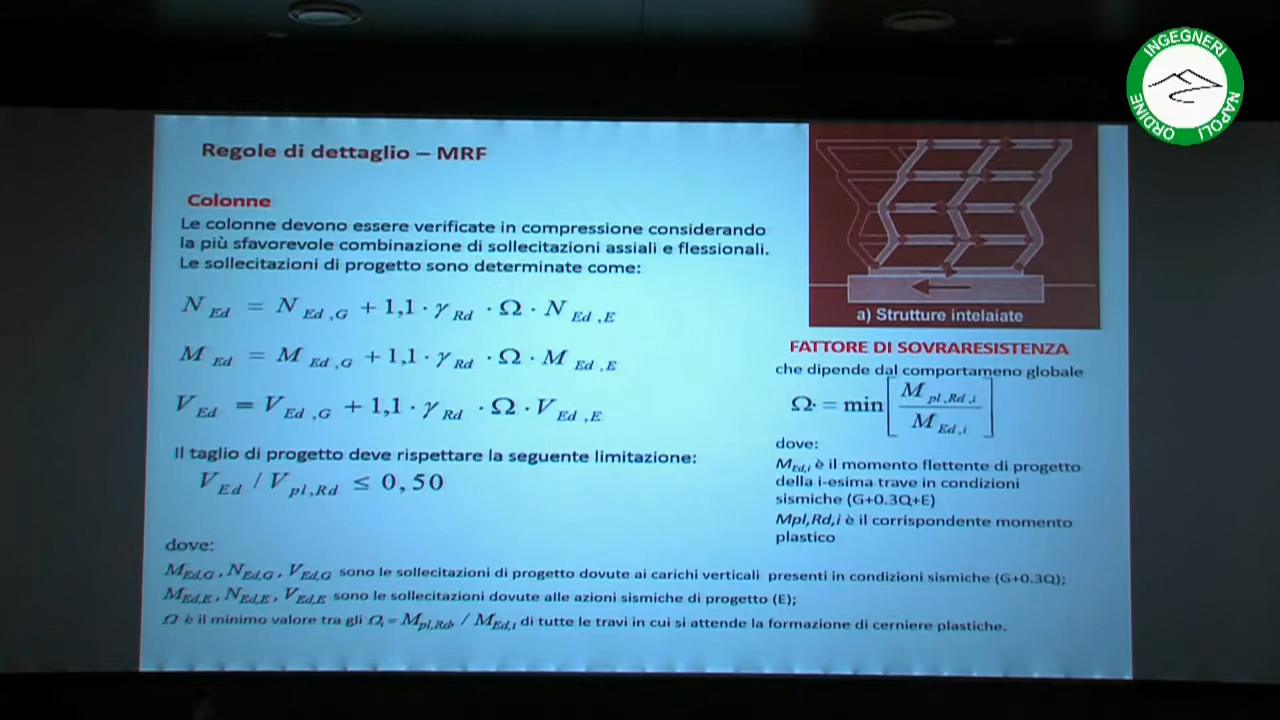 INGEGNERI
ORDINE
NAPOLI
Regole di dettaglio – MRF
Colonne
Le colonne devono essere verificate in compressione considerando
la più sfavorevole combinazione di sollecitazioni assiali e flessionali.
Le sollecitazioni di progetto sono determinate come:
N Ed = N Ed ,G + 1,1 · γ Rd · Ω · N Ed ,E
M Ed = M Ed ,G + 1,1 · γ Rd · Ω · M Ed ,E
V Ed = V Ed ,G + 1,1 · γ Rd · Ω · V Ed ,E
Il taglio di progetto deve rispettare la seguente limitazione:
V Ed / V pl ,Rd ≤ 0,50
a) Strutture intelaiate
FATTORE DI SOVRARESISTENZA
che dipende dal comportameno globale
Ω· = min [ M pl ,Rd ,i / M Ed ,i ]
dove:
MEd,i è il momento flettente di progetto
della i-esima trave in condizioni
sismiche (G+0.3Q+E)
Mpl,Rd,i è il corrispondente momento
plastico
dove:
MEd,G , NEd,G , VEd,G sono le sollecitazioni di progetto dovute ai carichi verticali presenti in condizioni sismiche (G+0.3Q);
MEd,E , NEd,E , VEd,E sono le sollecitazioni dovute alle azioni sismiche di progetto (E);
Ω è il minimo valore tra gli Ωi = Mpl,Rd, / MEd,i di tutte le travi in cui si attende la formazione di cerniere plastiche.